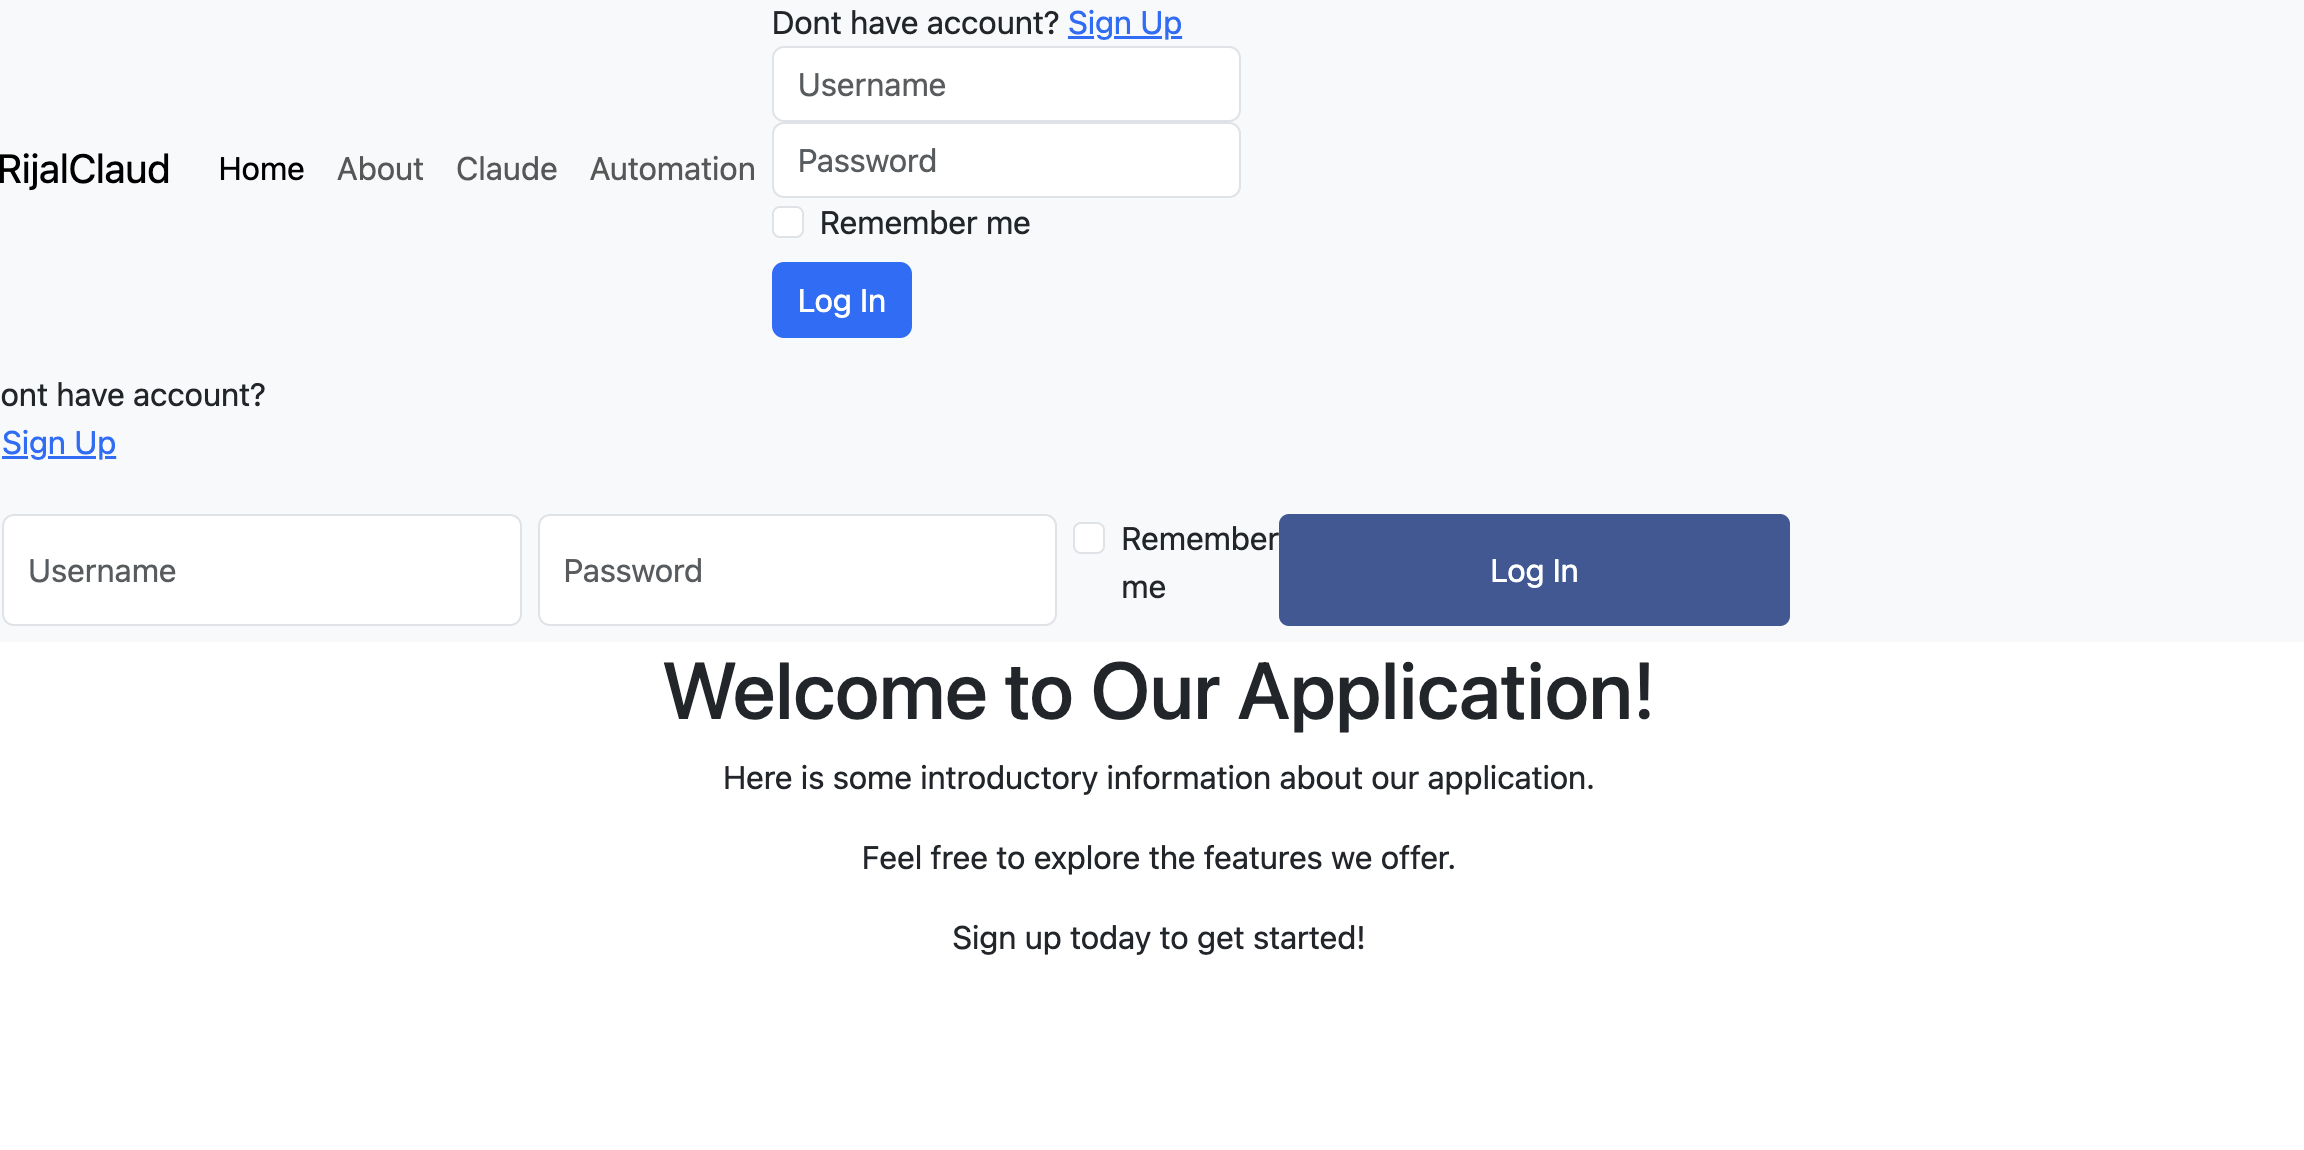 Dont have account? Sign Up
Username
Password
RijalClaud Home About Claude Automation
Remember me
Log In
ont have account?
Sign Up
Username Password Remember me Log In
Welcome to Our Application!
Here is some introductory information about our application.
Feel free to explore the features we offer.
Sign up today to get started!